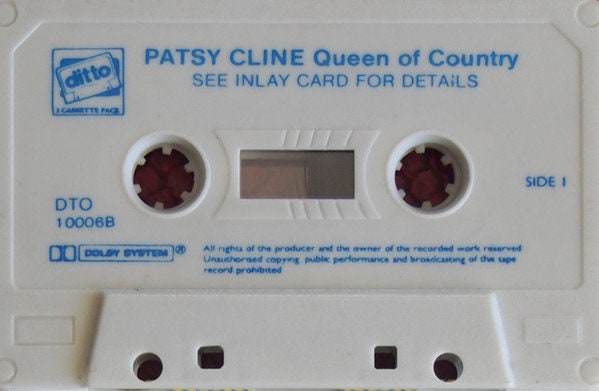 ditto
1 CASSETTE PACK
PATSY CLINE Queen of Country
SEE INLAY CARD FOR DETAiLS
SIDE 1
DTO
10006B
DOLBY SYSTEM®
All rights of the producer and the owner of the recorded work reserved
Unauthorised copying public performance and broadcasting of this tape
record prohibited